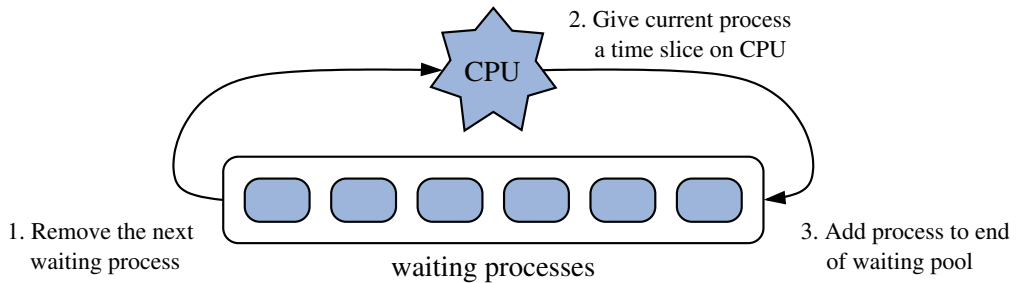 2. Give current process
a time slice on CPU
CPU
1. Remove the next
waiting process
3. Add process to end
of waiting pool
waiting processes